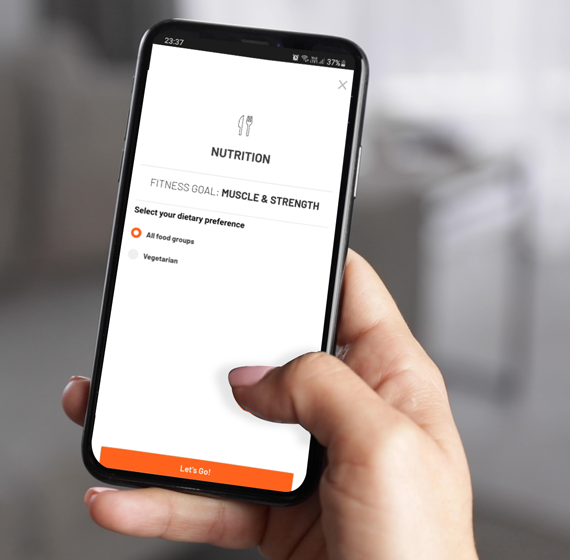 23:37
37%
NUTRITION
FITNESS GOAL: MUSCLE & STRENGTH
Select your dietary preference
All food groups
Vegetarian
Let's Go!